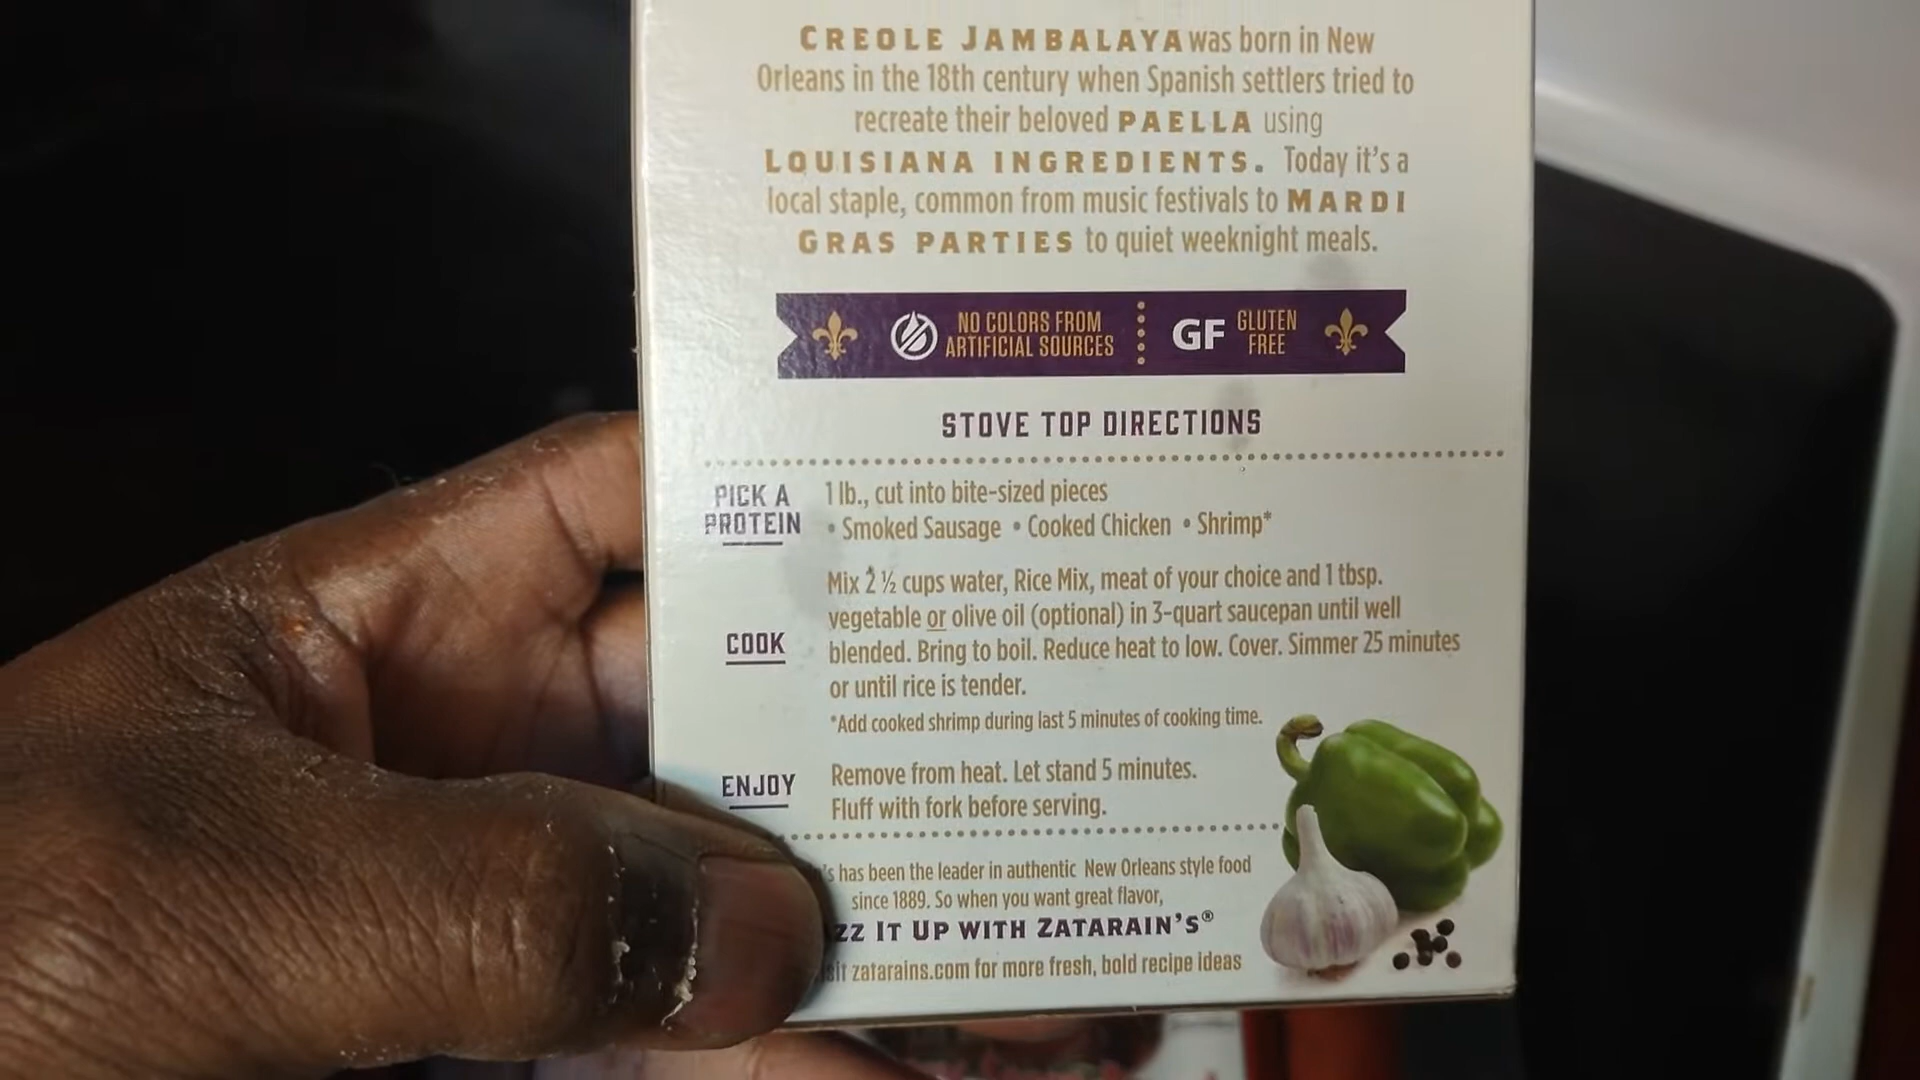 CREOLE JAMBALAYA was born in New
Orleans in the 18th century when Spanish settlers tried to
recreate their beloved PAELLA using
LOUISIANA INGREDIENTS. Today it's a
local staple, common from music festivals to MARDI
GRAS PARTIES to quiet weeknight meals.
NO COLORS FROM
ARTIFICIAL SOURCES
GF GLUTEN
FREE
STOVE TOP DIRECTIONS
PICK A
PROTEIN
1 lb., cut into bite-sized pieces
• Smoked Sausage • Cooked Chicken • Shrimp*
COOK
Mix 2 ½ cups water, Rice Mix, meat of your choice and 1 tbsp.
vegetable or olive oil (optional) in 3-quart saucepan until well
blended. Bring to boil. Reduce heat to low. Cover. Simmer 25 minutes
or until rice is tender.
*Add cooked shrimp during last 5 minutes of cooking time.
ENJOY
Remove from heat. Let stand 5 minutes.
Fluff with fork before serving.
's has been the leader in authentic New Orleans style food
since 1889. So when you want great flavor,
ZZ IT UP WITH ZATARAIN'S®
sit zatarains.com for more fresh, bold recipe ideas